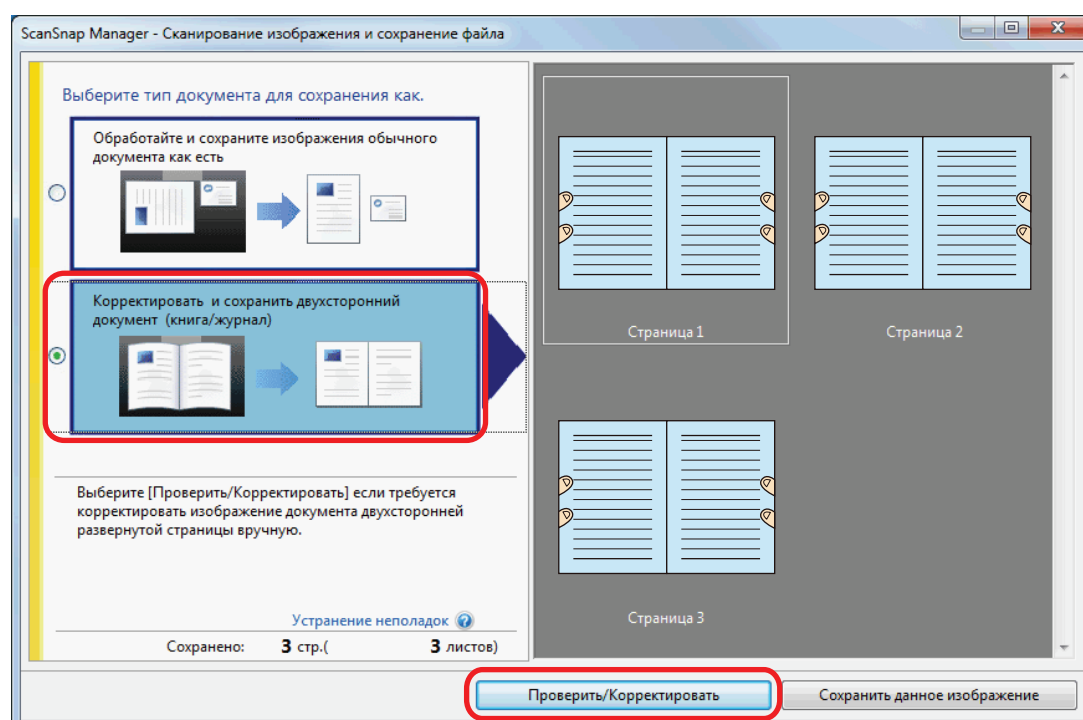 ScanSnap Manager - Сканирование изображения и сохранение файла
Выберите тип документа для сохранения как.
Обработайте и сохраните изображения обычного
документа как есть
Корректировать и сохранить двухсторонний
документ (книга/журнал)
Выберите [Проверить/Корректировать] если требуется
корректировать изображение документа двухсторонней
развернутой страницы вручную.
Устранение неполадок
Сохранено: 3 стр.( 3 листов)
Страница 1
Страница 2
Страница 3
Проверить/Корректировать
Сохранить данное изображение